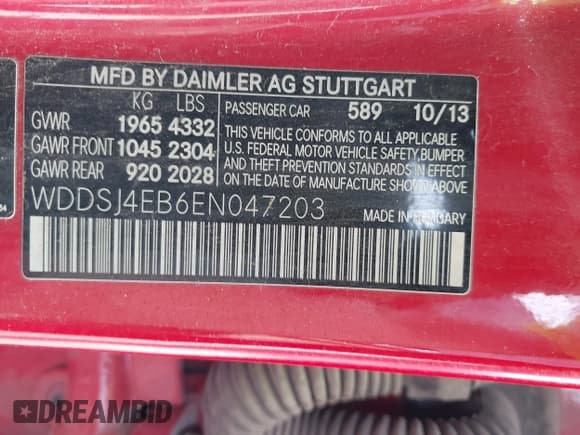 MFD BY DAIMLER AG STUTTGART
KG LBS
GVWR 1965 4332
GAWR FRONT 1045 2304
GAWR REAR 920 2028
PASSENGER CAR 589 10/13
THIS VEHICLE CONFORMS TO ALL APPLICABLE
U.S. FEDERAL MOTOR VEHICLE SAFETY, BUMPER
AND THEFT PREVENTION STANDARDS IN EFFECT
ON THE DATE OF MANUFACTURE SHOWN ABOVE
WDDSJ4EB6EN047203
MADE IN HUNGARY
DREAMBID